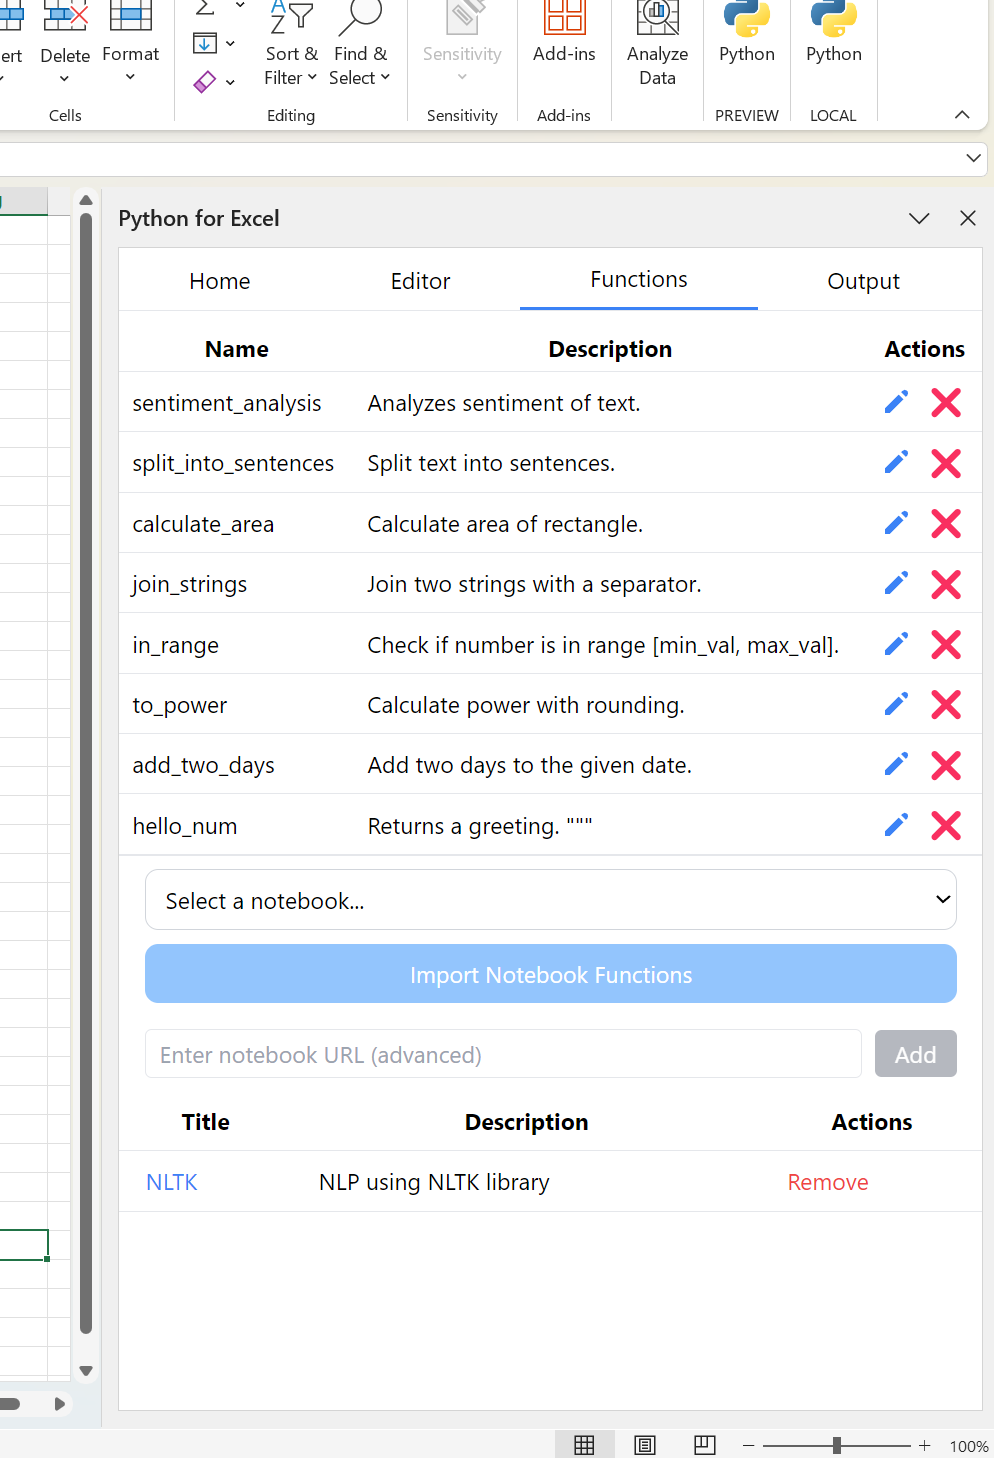 ert
Delete
Format
Cells
Sort &
Filter
Find &
Select
Editing
Sensitivity
Sensitivity
Add-ins
Add-ins
Analyze
Data
Python
PREVIEW
Python
LOCAL
Python for Excel
Home
Editor
Functions
Output
Name Description Actions
sentiment_analysis Analyzes sentiment of text.
split_into_sentences Split text into sentences.
calculate_area Calculate area of rectangle.
join_strings Join two strings with a separator.
in_range Check if number is in range [min_val, max_val].
to_power Calculate power with rounding.
add_two_days Add two days to the given date.
hello_num Returns a greeting. """
Select a notebook...
Import Notebook Functions
Enter notebook URL (advanced) Add
Title Description Actions
NLTK NLP using NLTK library Remove
100%